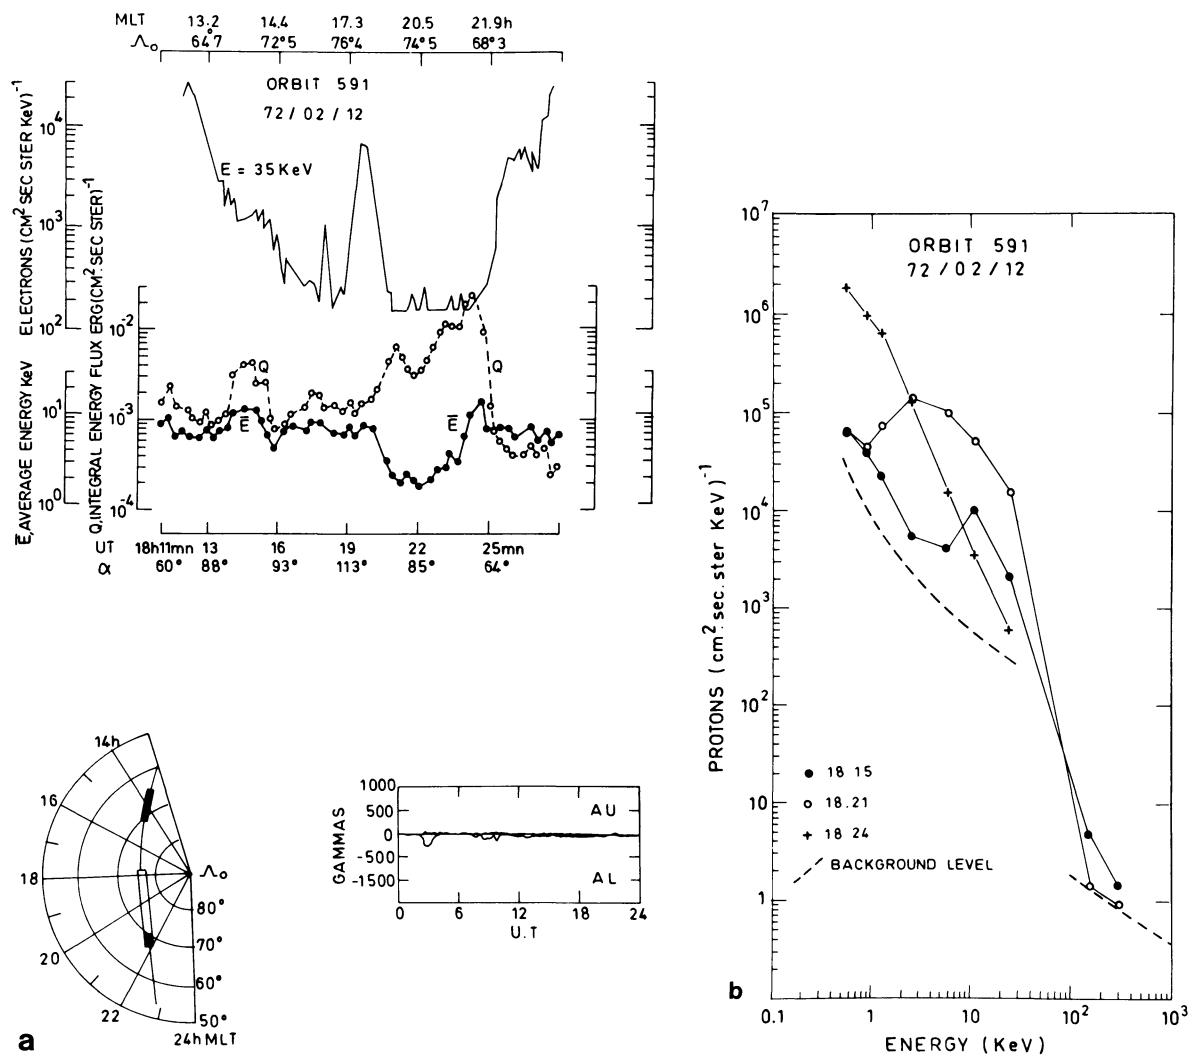 MLT 13.2 14.4 17.3 20.5 21.9h
Λo 64°7 72°5 76°4 74°5 68°3
ORBIT 591
72/02/12
E = 35 KeV
ELECTRONS (CM² SEC STER KeV)⁻¹
10⁴
10³
10²
Q, INTEGRAL ENERGY FLUX ERG (CM². SEC STER)⁻¹
10⁻²
10⁻³
10⁻⁴
E̅, AVERAGE ENERGY KeV
10¹
10⁰
Q
Q
E̅
E̅
UT 18h11mn 13 16 19 22 25mn
α 60° 88° 93° 113° 85° 64°
14h
16
18
20
22
24h MLT
Λo
80°
70°
60°
50°
a
GAMMAS
1000
500
0
-500
-1500
AU
AL
0 6 12 18 24
U.T
ORBIT 591
72/02/12
PROTONS (cm². sec. ster KeV)⁻¹
10⁷
10⁶
10⁵
10⁴
10³
10²
10
1
● 18 15
○ 18.21
+ 18 24
BACKGROUND LEVEL
b
0.1 1 10 10² 10³
ENERGY (KeV)